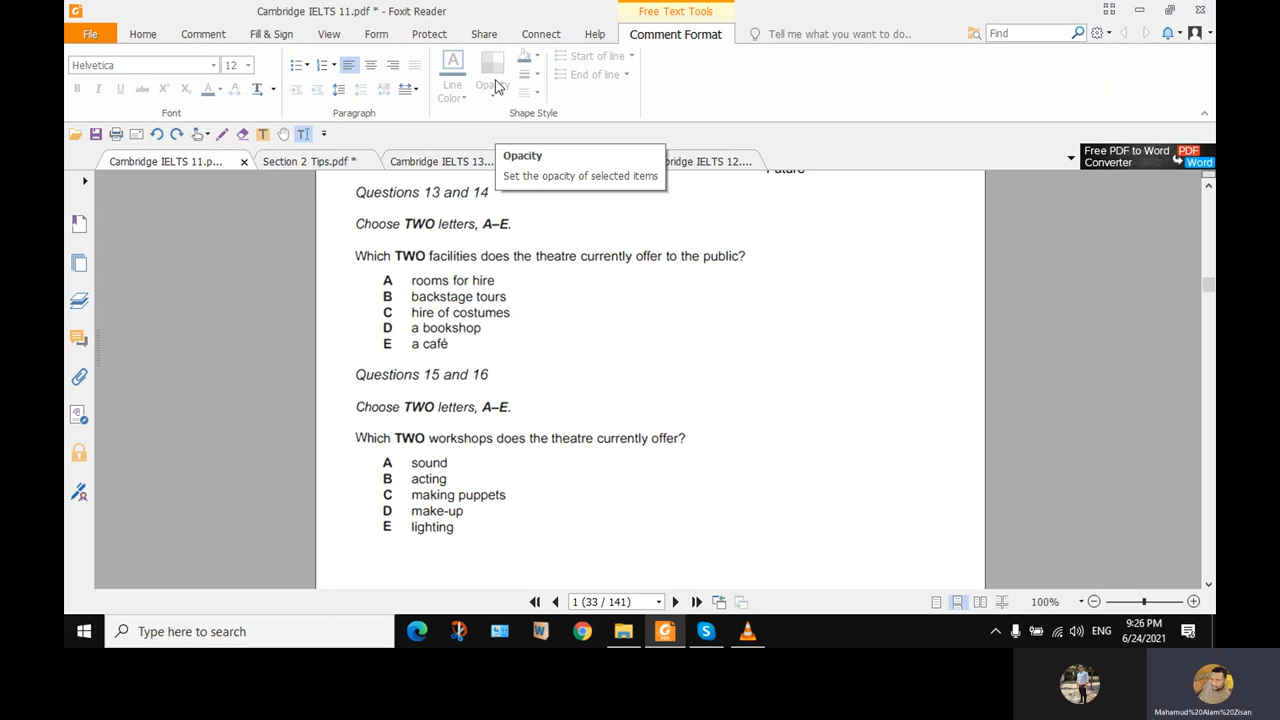 Cambridge IELTS 11.pdf * - Foxit Reader
Free Text Tools
File
Home
Comment
Fill & Sign
View
Form
Protect
Share
Connect
Help
Comment Format
Tell me what you want to do..
Find
Helvetica
12
Start of line
End of line
Line Color
Opacity
Font
Paragraph
Shape Style
Opacity
Set the opacity of selected items
Cambridge IELTS 11.p...
Section 2 Tips.pdf *
Cambridge IELTS 13....
IELTS 12....
Free PDF to Word Converter
PDF
Word
Future
Questions 13 and 14
Choose TWO letters, A–E.
Which TWO facilities does the theatre currently offer to the public?
A rooms for hire
B backstage tours
C hire of costumes
D a bookshop
E a café
Questions 15 and 16
Choose TWO letters, A–E.
Which TWO workshops does the theatre currently offer?
A sound
B acting
C making puppets
D make-up
E lighting
1 (33 / 141)
100%
Type here to search
ENG
9:26 PM
6/24/2021
Mahamud%20Alam%20Zisan